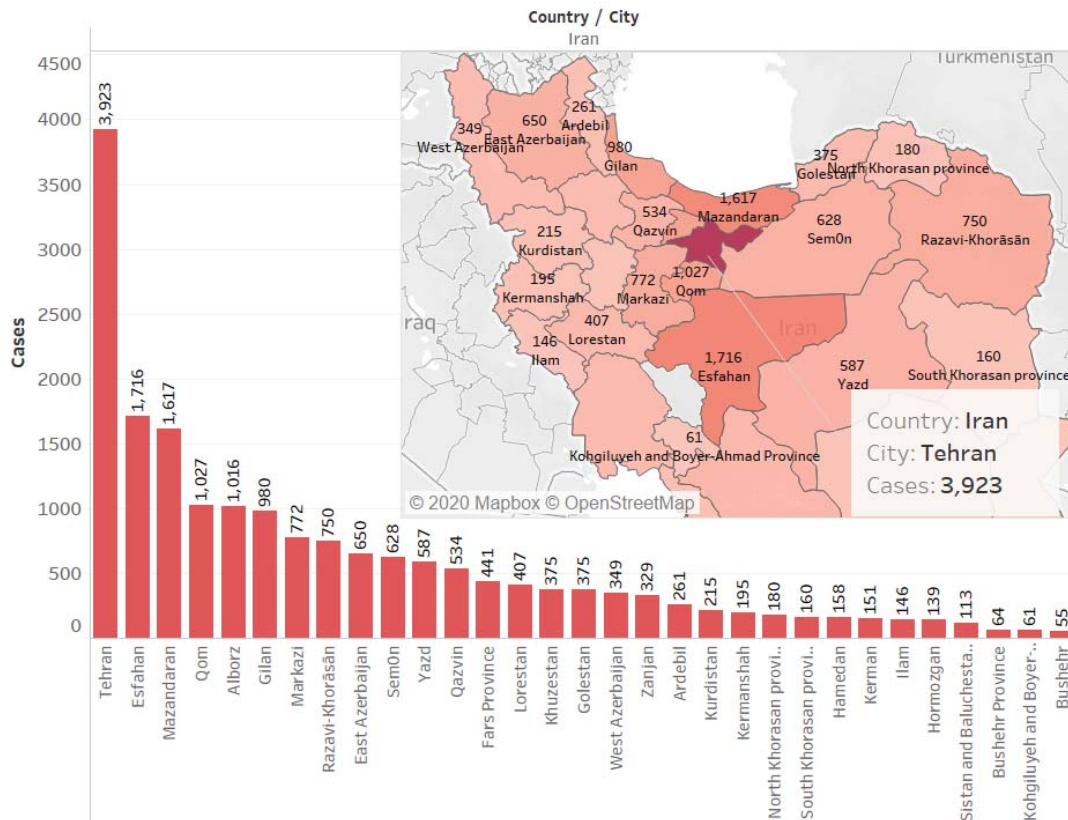 Country / City
Iran
Cases
4500
4000
3500
3000
2500
2000
1500
1000
500
0
3,923
1,716
1,617
1,027
1,016
980
772
750
650
628
587
534
441
407
375
375
349
329
261
215
195
180
160
158
151
146
139
113
64
61
55
Tehran
Esfahan
Mazandaran
Qom
Alborz
Gilan
Markazi
Razavi-Khorāsān
East Azerbaijan
Sem0n
Yazd
Qazvin
Fars Province
Lorestan
Khuzestan
Golestan
West Azerbaijan
Zanjan
Ardebil
Kurdistan
Kermanshah
North Khorasan provi..
South Khorasan provi..
Hamedan
Kerman
Ilam
Hormozgan
Sistan and Baluchesta..
Bushehr Province
Kohgiluyeh and Boyer-..
Bushehr
Turkmenistan
261
Ardebil
650
East Azerbaijan
349
West Azerbaijan
980
Gilan
375
Golestan
180
North Khorasan province
1,617
Mazandaran
534
Qazvin
628
Sem0n
750
Razavi-Khorāsān
215
Kurdistan
195
Kermanshah
772
Markazi
1,027
Qom
raq
407
Lorestan
146
Ilam
Iran
1,716
Esfahan
587
Yazd
160
South Khorasan province
61
Kohgiluyeh and Boyer-Ahmad Province
Country: Iran
City: Tehran
Cases: 3,923
© 2020 Mapbox © OpenStreetMap